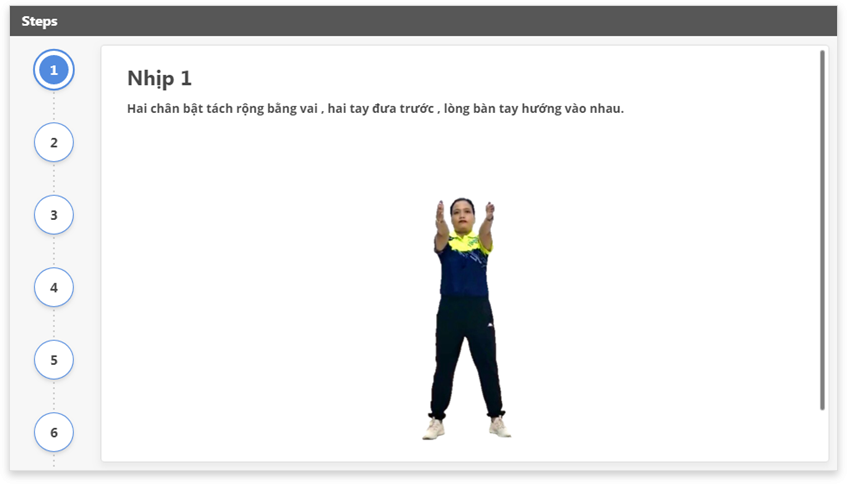 Steps
1
Nhịp 1
Hai chân bật tách rộng bằng vai , hai tay đưa trước , lòng bàn tay hướng vào nhau.
2
3
4
5
6